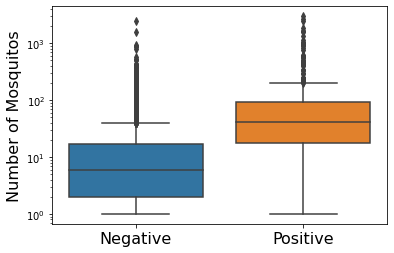 Number of Mosquitos
10³
10²
10¹
10⁰
Negative
Positive